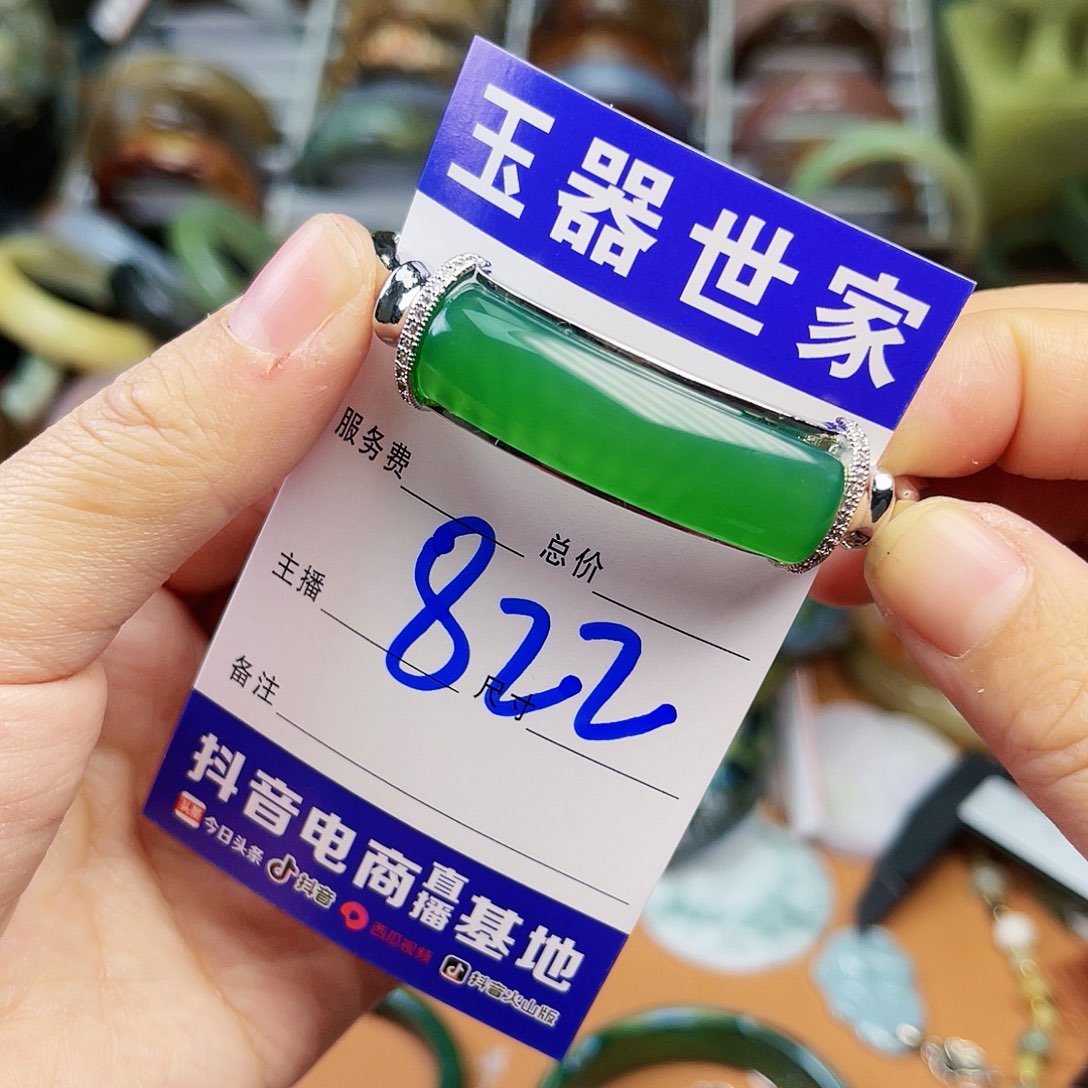 玉器世家
服务费
总价
主播
822
尺寸
备注
抖音电商直播基地
头条 今日头条 抖音 西瓜视频 抖音火山版